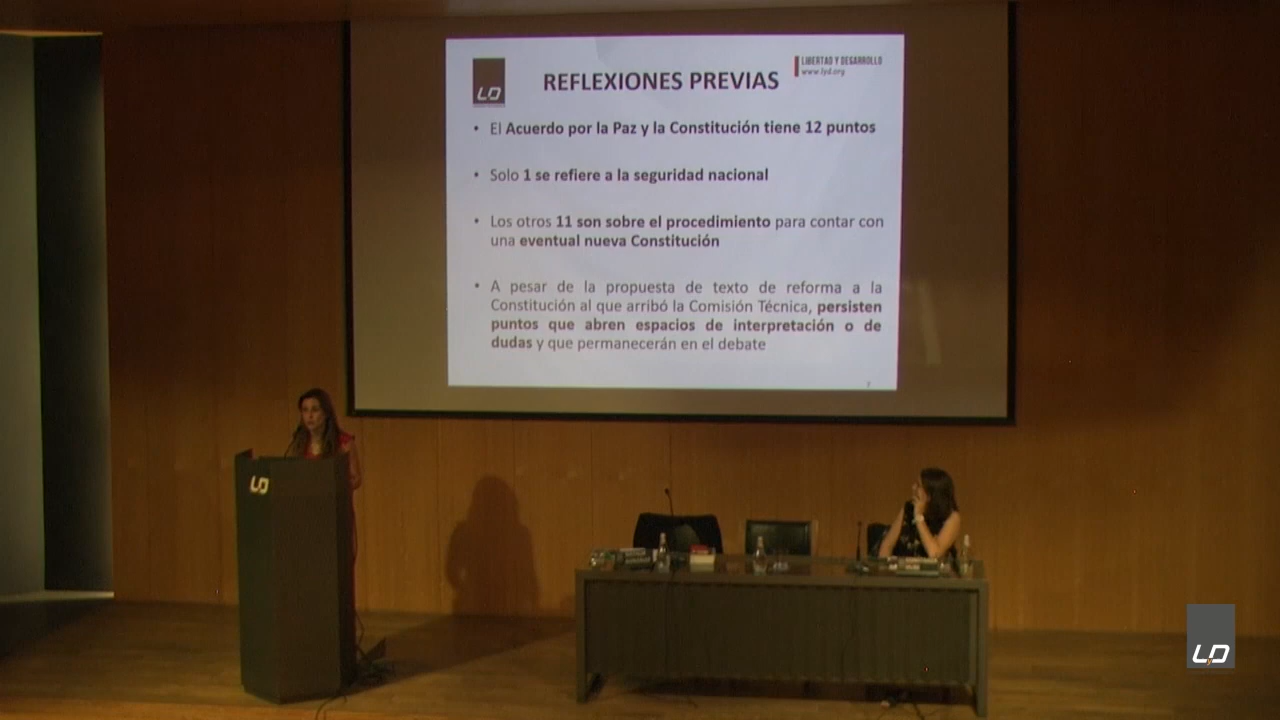 LyD
REFLEXIONES PREVIAS
LIBERTAD Y DESARROLLO
www.lyd.org
• El Acuerdo por la Paz y la Constitución tiene 12 puntos
• Solo 1 se refiere a la seguridad nacional
• Los otros 11 son sobre el procedimiento para contar con
una eventual nueva Constitución
• A pesar de la propuesta de texto de reforma a la
Constitución al que arribó la Comisión Técnica, persisten
puntos que abren espacios de interpretación o de
dudas y que permanecerán en el debate
LyD
LyD